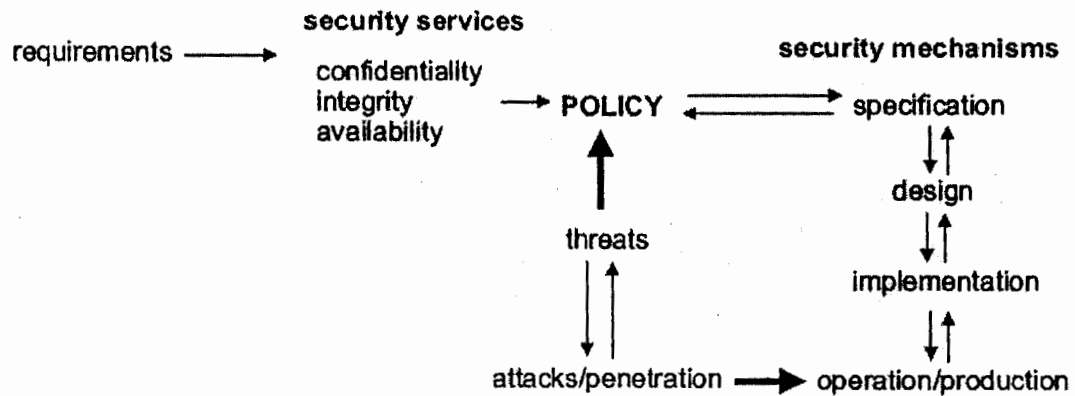 security services
requirements
security mechanisms
confidentiality
integrity
availability
POLICY
specification
design
threats
implementation
attacks/penetration
operation/production